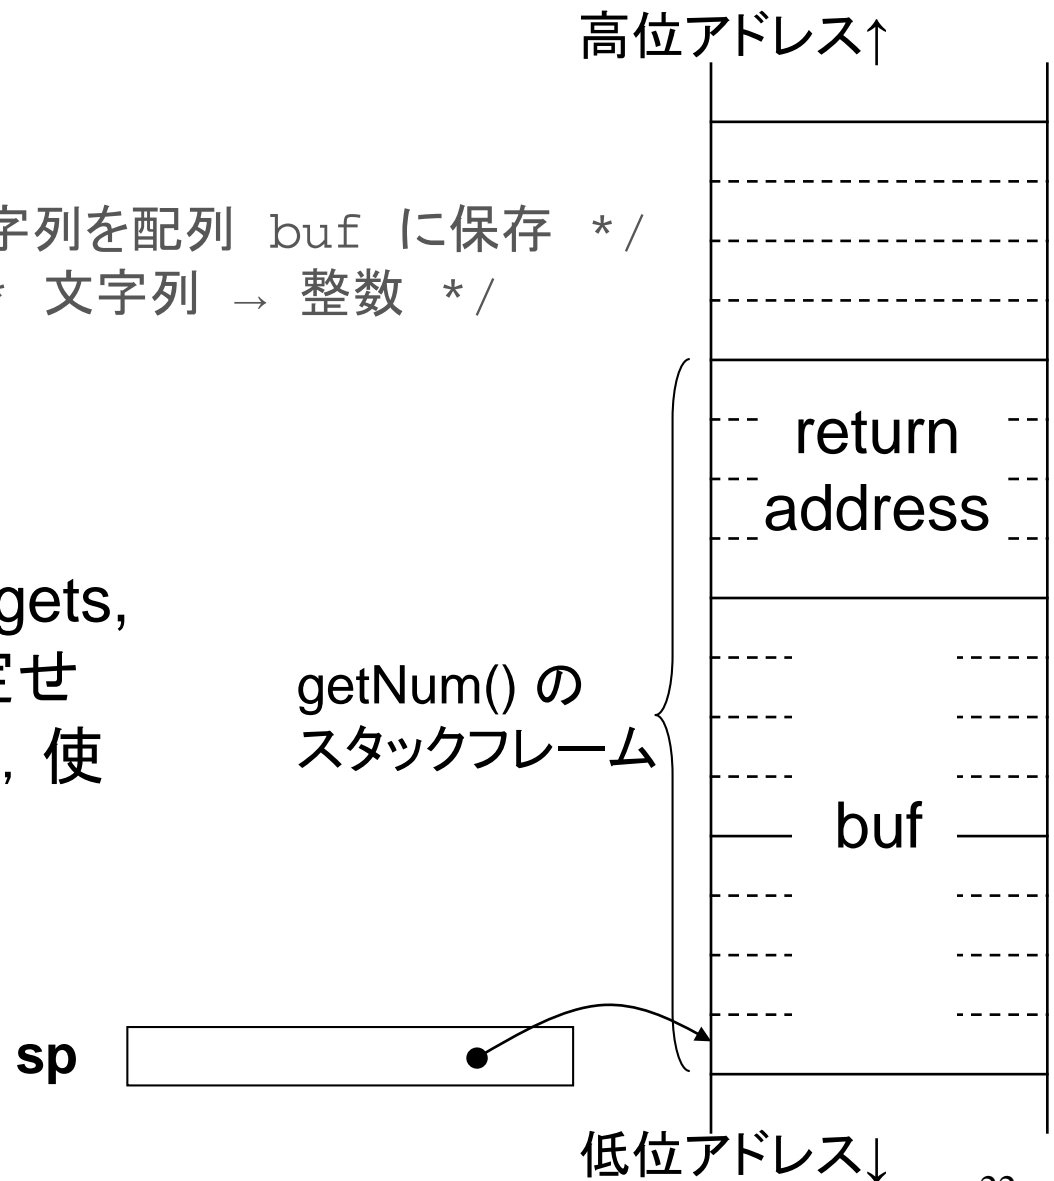 高位アドレス↑
字列を配列 buf に保存 */
* 文字列 → 整数 */
return
address
gets,
定せ
, 使
getNum() の
スタックフレーム
buf
sp
低位アドレス↓